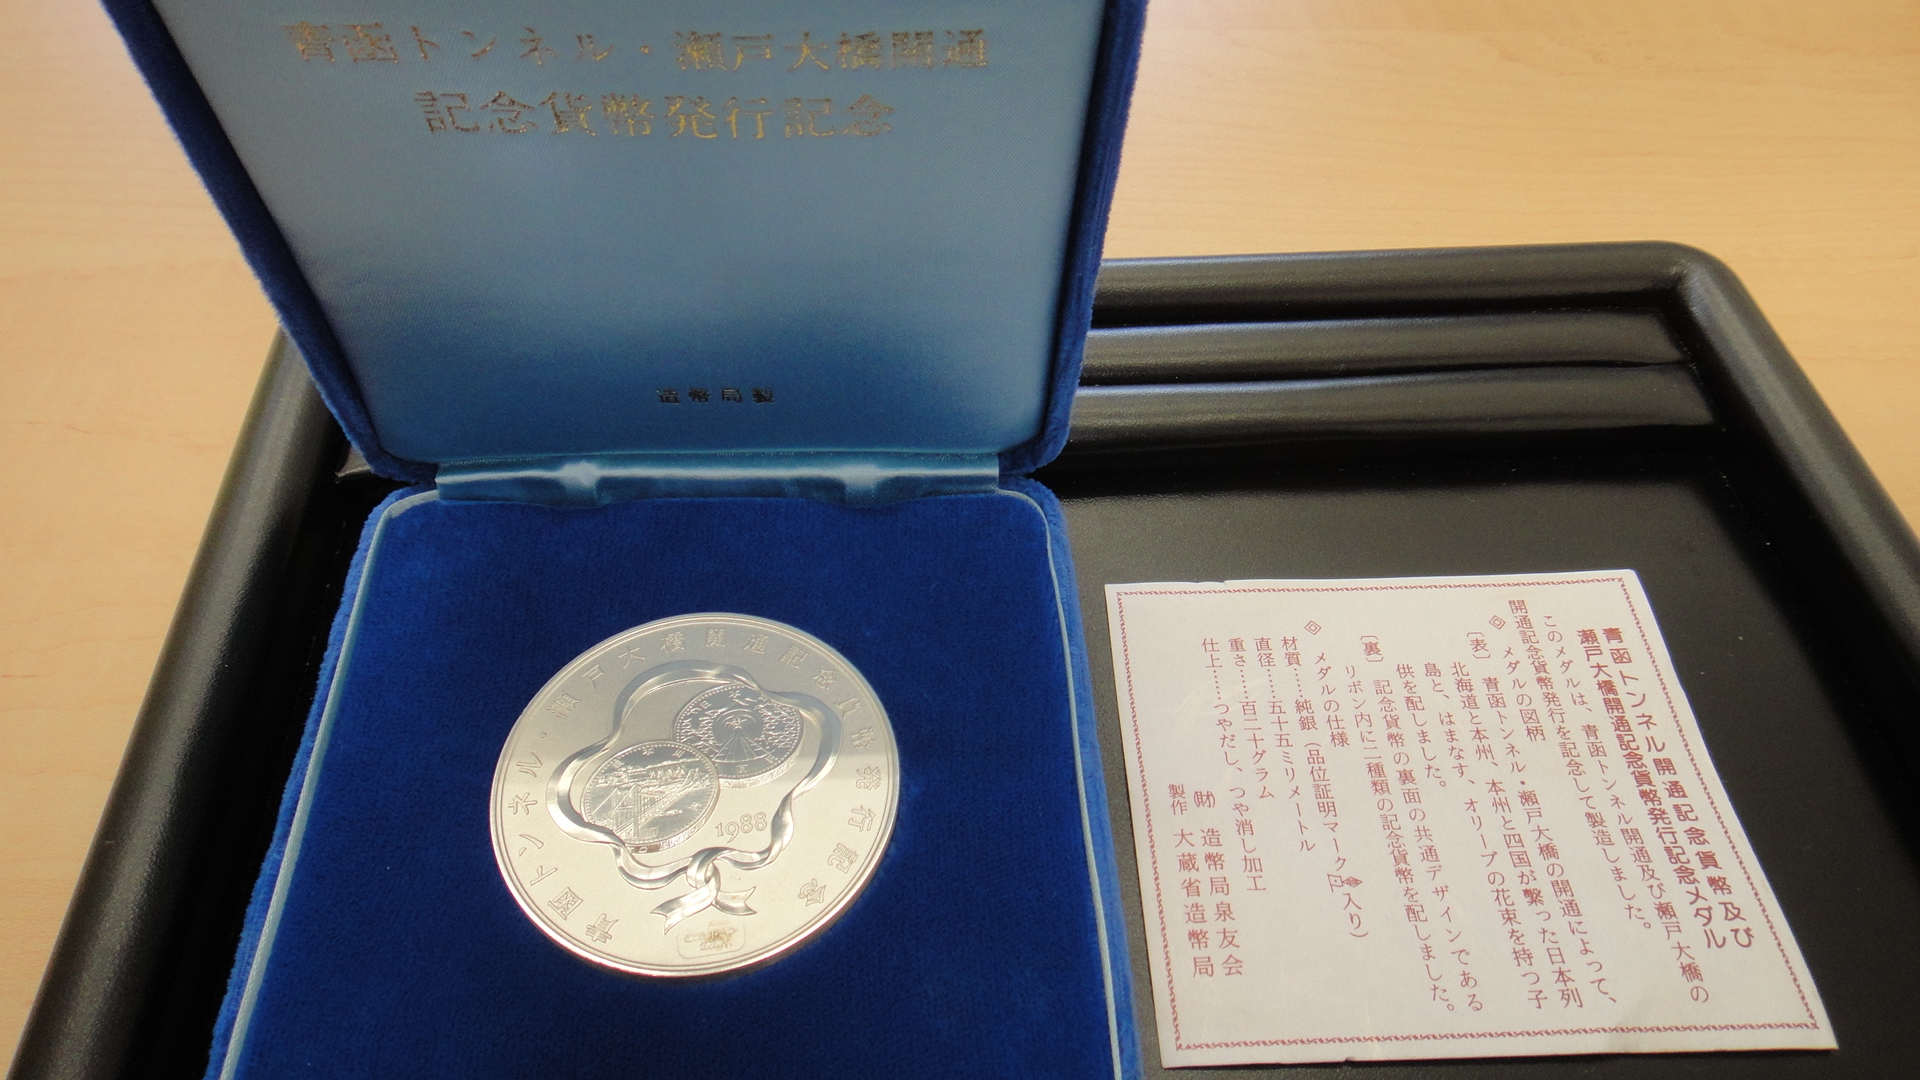 青函トンネル・瀬戸大橋開通
記念貨幣発行記念
造幣局製
青函トンネル・瀬戸大橋開通記念貨幣発行記念
1988
青函トンネル開通記念貨幣及び
瀬戸大橋開通記念貨幣発行記念メダル
このメダルは、青函トンネル開通及び瀬戸大橋の
開通記念貨幣発行を記念して製造しました。
◇メダルの図柄
〔表〕青函トンネル・瀬戸大橋の開通によって、
北海道と本州、本州と四国が繋った日本列
島と、はまなす、オリーブの花束を持つ子
供を配しました。
〔裏〕記念貨幣の裏面の共通デザインである
リボン内に二種類の記念貨幣を配しました。
◇メダルの仕様
材質……純銀（品位証明マーク入り）
直径……五十五ミリメートル
重さ……百二十グラム
仕上……つやだし、つや消し加工
㈶造幣局泉友会
製作 大蔵省造幣局